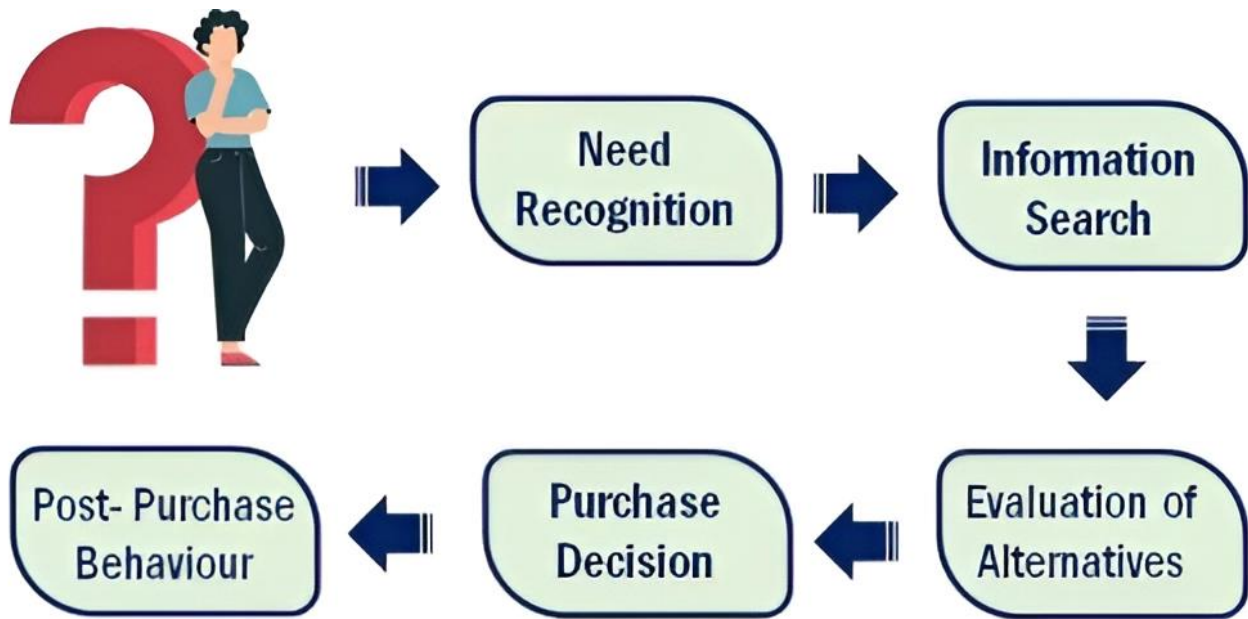 Need
Recognition
Information
Search
Evaluation of
Alternatives
Purchase
Decision
Post- Purchase
Behaviour